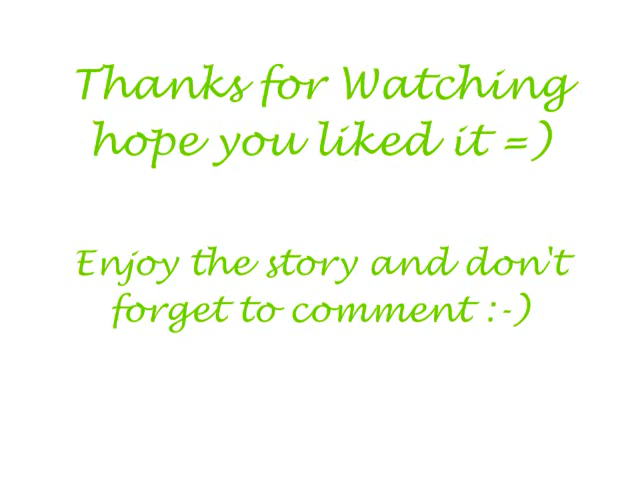 Thanks for Watching
hope you liked it =)
Enjoy the story and don't
forget to comment :-)